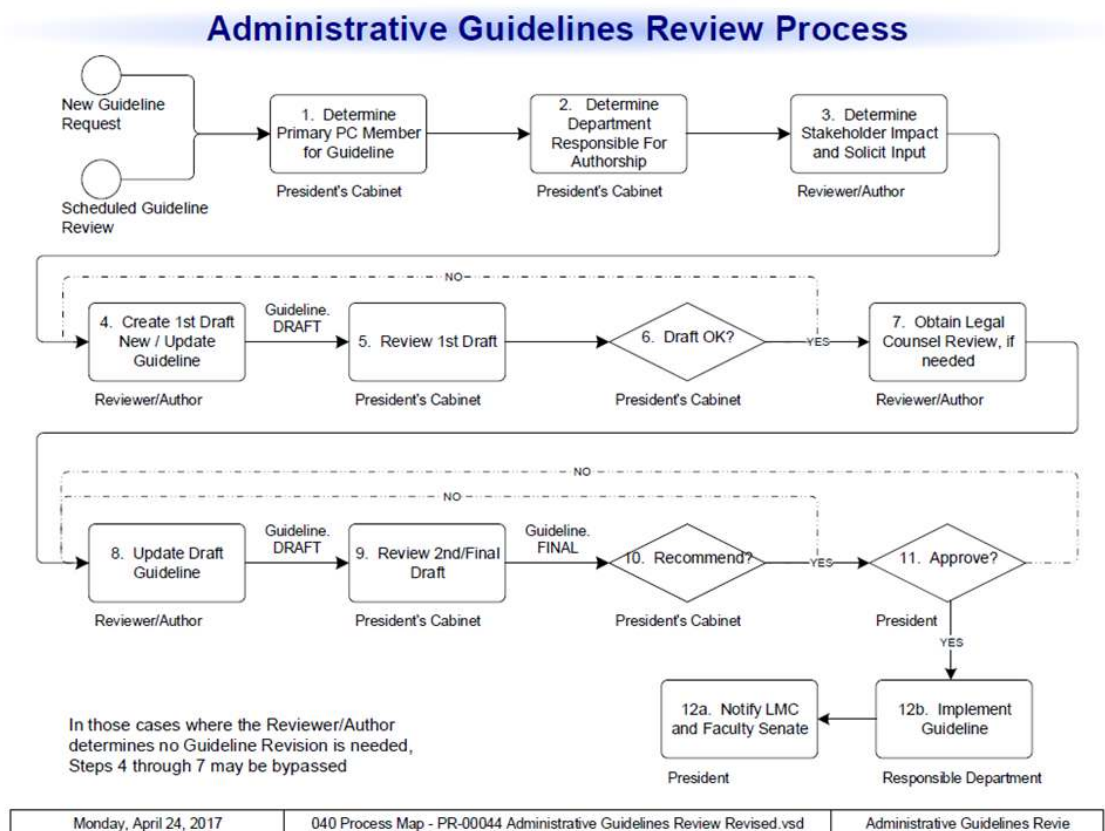 Administrative Guidelines Review Process
New Guideline
Request
Scheduled Guideline
Review
1. Determine
Primary PC Member
for Guideline
President's Cabinet
2. Determine
Department
Responsible For
Authorship
President's Cabinet
3. Determine
Stakeholder Impact
and Solicit Input
Reviewer/Author
NO
4. Create 1st Draft
New / Update
Guideline
Reviewer/Author
Guideline.
DRAFT
5. Review 1st Draft
President's Cabinet
6. Draft OK?
President's Cabinet
YES
7. Obtain Legal
Counsel Review, if
needed
Reviewer/Author
NO
NO
8. Update Draft
Guideline
Reviewer/Author
Guideline.
DRAFT
9. Review 2nd/Final
Draft
President's Cabinet
Guideline.
FINAL
10. Recommend?
President's Cabinet
YES
11. Approve?
President
YES
12a. Notify LMC
and Faculty Senate
President
12b. Implement
Guideline
Responsible Department
In those cases where the Reviewer/Author
determines no Guideline Revision is needed,
Steps 4 through 7 may be bypassed
Monday, April 24, 2017
040 Process Map - PR-00044 Administrative Guidelines Review Revised.vsd
Administrative Guidelines Revie